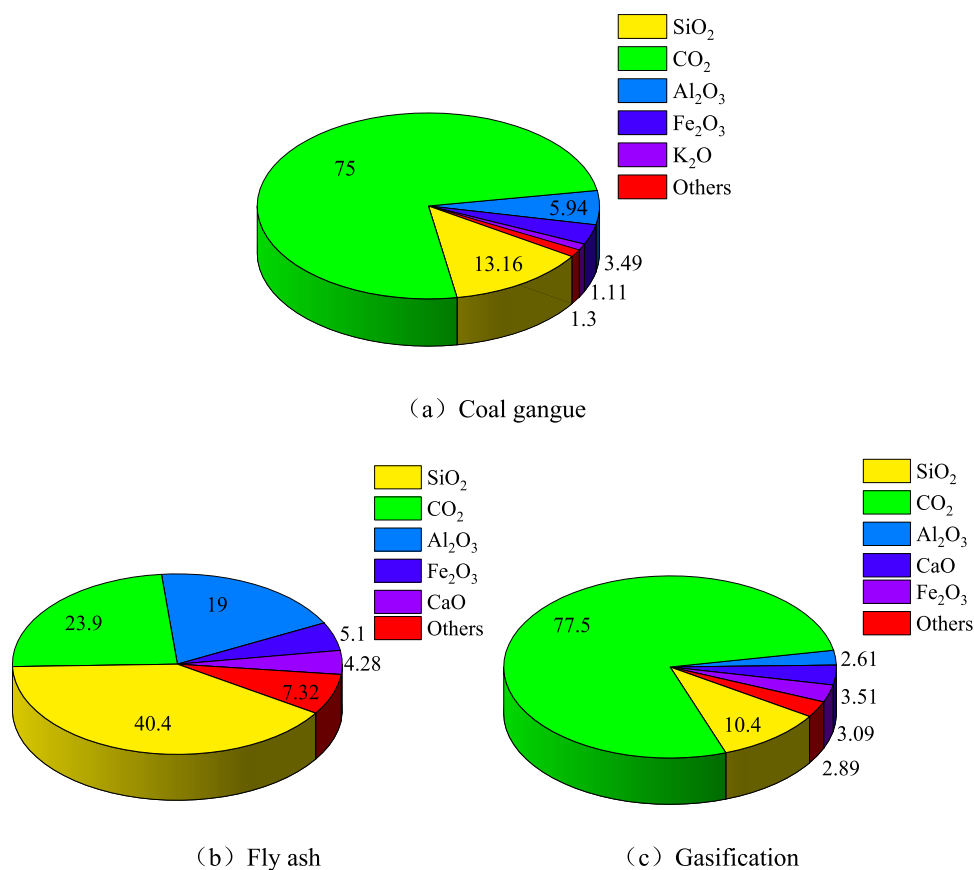 SiO₂
CO₂
Al₂O₃
Fe₂O₃
K₂O
Others
75
5.94
13.16
3.49
1.11
1.3
（a）Coal gangue
SiO₂
CO₂
Al₂O₃
Fe₂O₃
CaO
Others
23.9
19
5.1
4.28
7.32
40.4
（b）Fly ash
SiO₂
CO₂
Al₂O₃
CaO
Fe₂O₃
Others
77.5
2.61
3.51
10.4
3.09
2.89
（c）Gasification